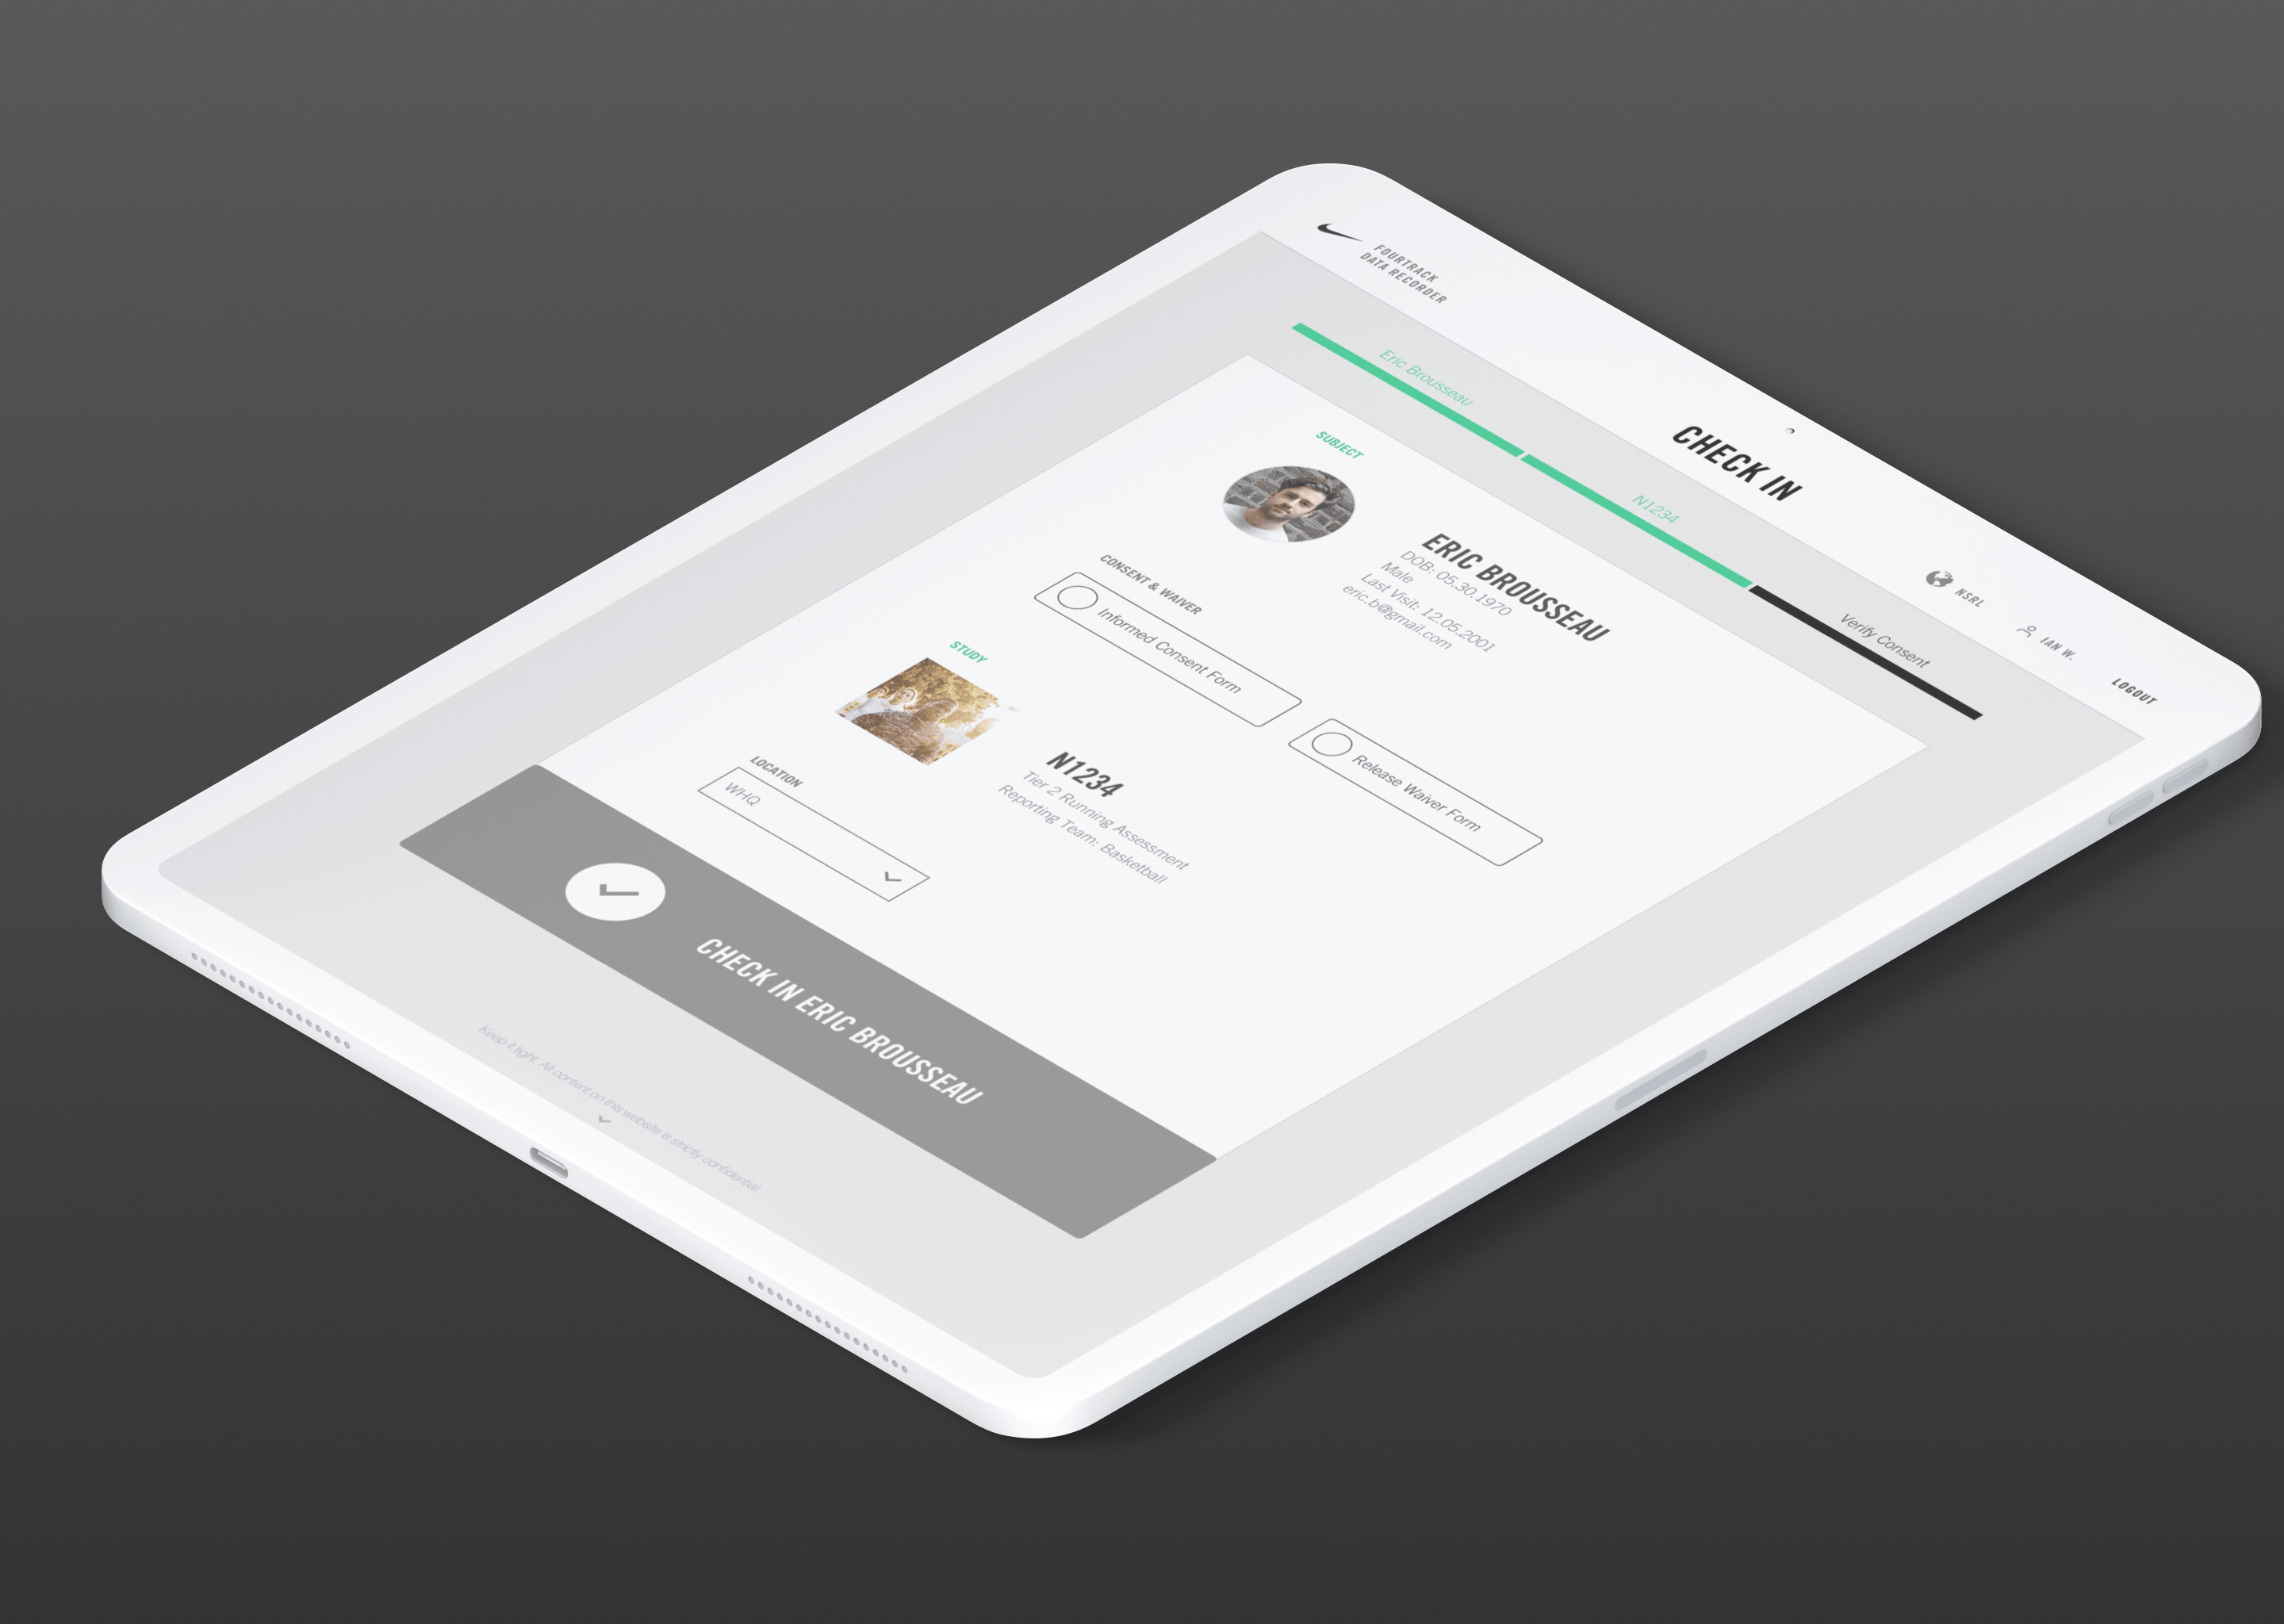 FOURTRACK
DATA RECORDER
CHECK IN
NSRL
IAN W.
LOGOUT
Eric Brousseau
N1234
Verify Consent
SUBJECT
ERIC BROUSSEAU
DOB: 05.30.1970
Male
Last Visit: 12.05.2001
eric.b@gmail.com
CONSENT & WAIVER
Informed Consent Form
Release Waiver Form
STUDY
N1234
Tier 2 Running Assessment
Reporting Team: Basketball
LOCATION
WHQ
CHECK IN ERIC BROUSSEAU
Keep it tight. All content on this website is strictly confidential.